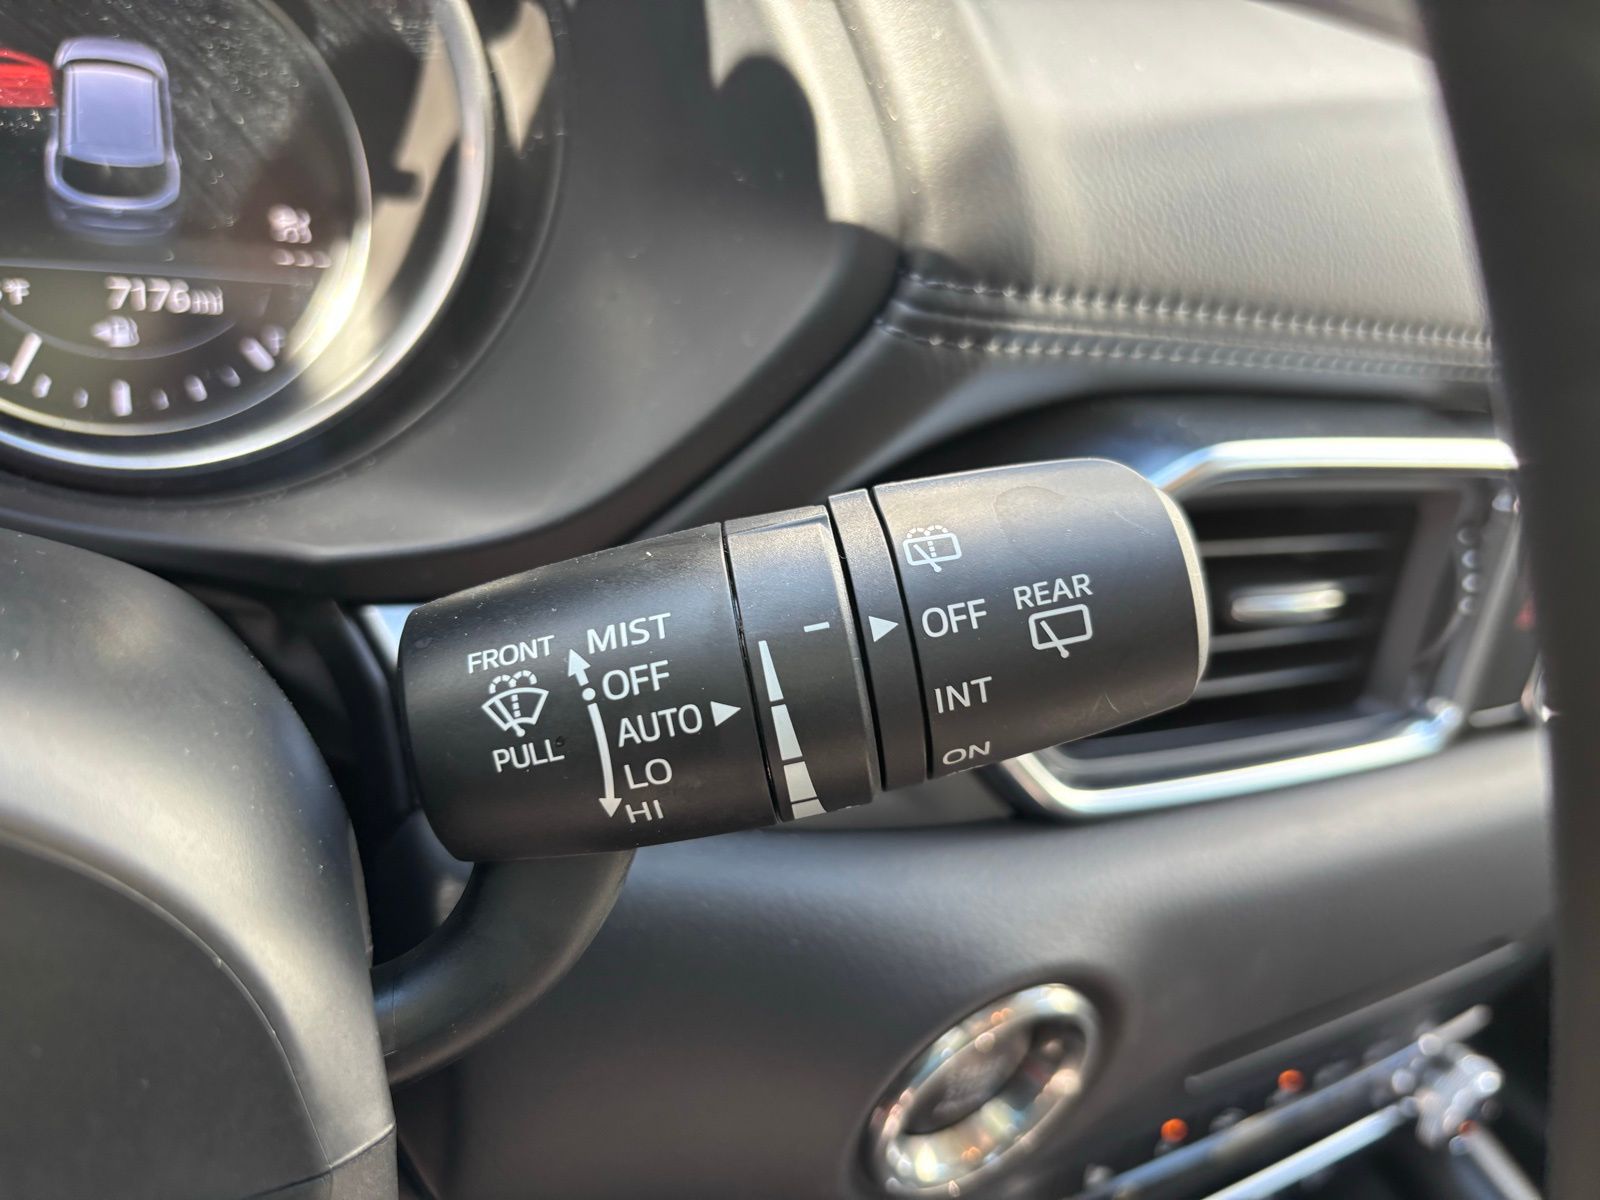 7176mi
FRONT
PULL
MIST
OFF
AUTO
LO
HI
OFF
INT
ON
REAR